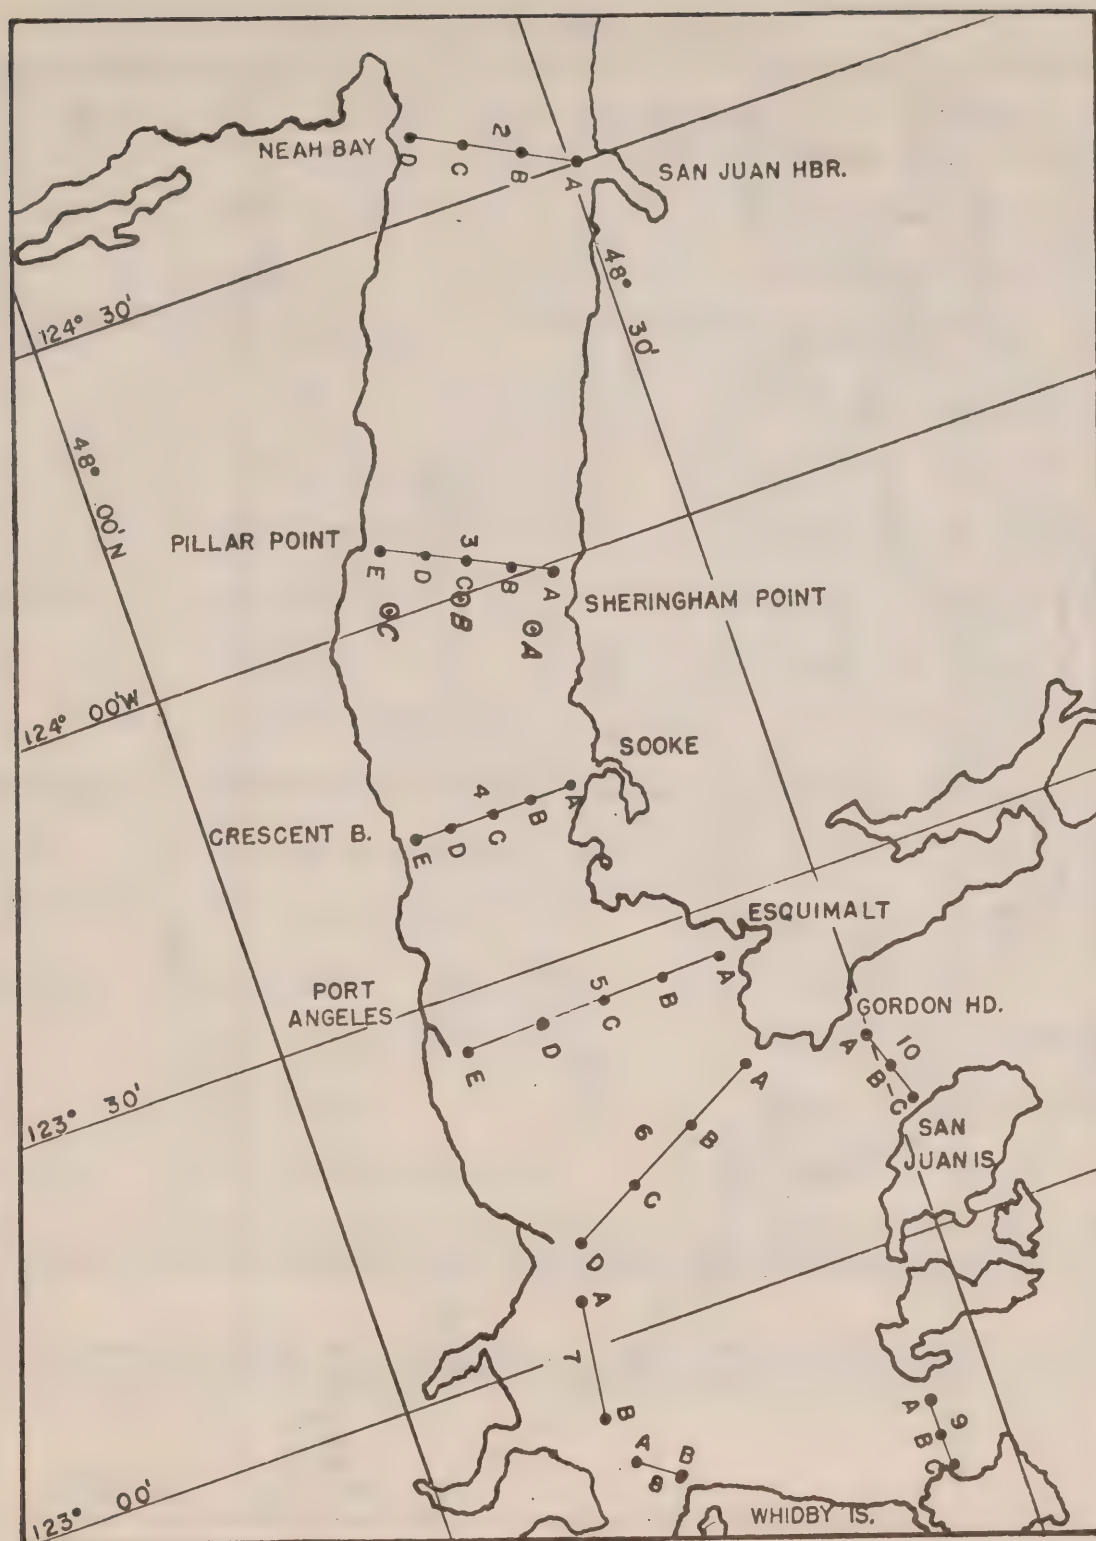 NEAH BAY
D
C
2
B
A
SAN JUAN HBR.
124° 30'
48° 30'
48° 00'N
PILLAR POINT
E
D
3
C
B
A
SHERINGHAM POINT
C
B
A
124° 00'W
SOOKE
CRESCENT B.
E
D
4
C
B
A
ESQUIMALT
PORT
ANGELES
E
D
5
C
B
A
GORDON HD.
A
10
B
C
123° 30'
6
A
B
C
D
SAN
JUAN IS
A
7
B
A
8
B
A
9
B
C
123° 00'
WHIDBY IS.